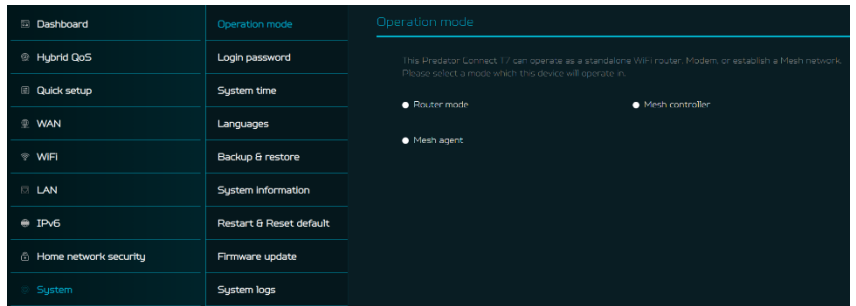 Dashboard
Hybrid QoS
Quick setup
WAN
WiFi
LAN
IPv6
Home network security
System
Operation mode
Login password
System time
Languages
Backup & restore
System information
Restart & Reset default
Firmware update
System logs
Operation mode
This Predator Connect T7 can operate as a standalone WiFi router, Modem, or establish a Mesh network.
Please select a mode which this device will operate in.
Router mode
Mesh controller
Mesh agent